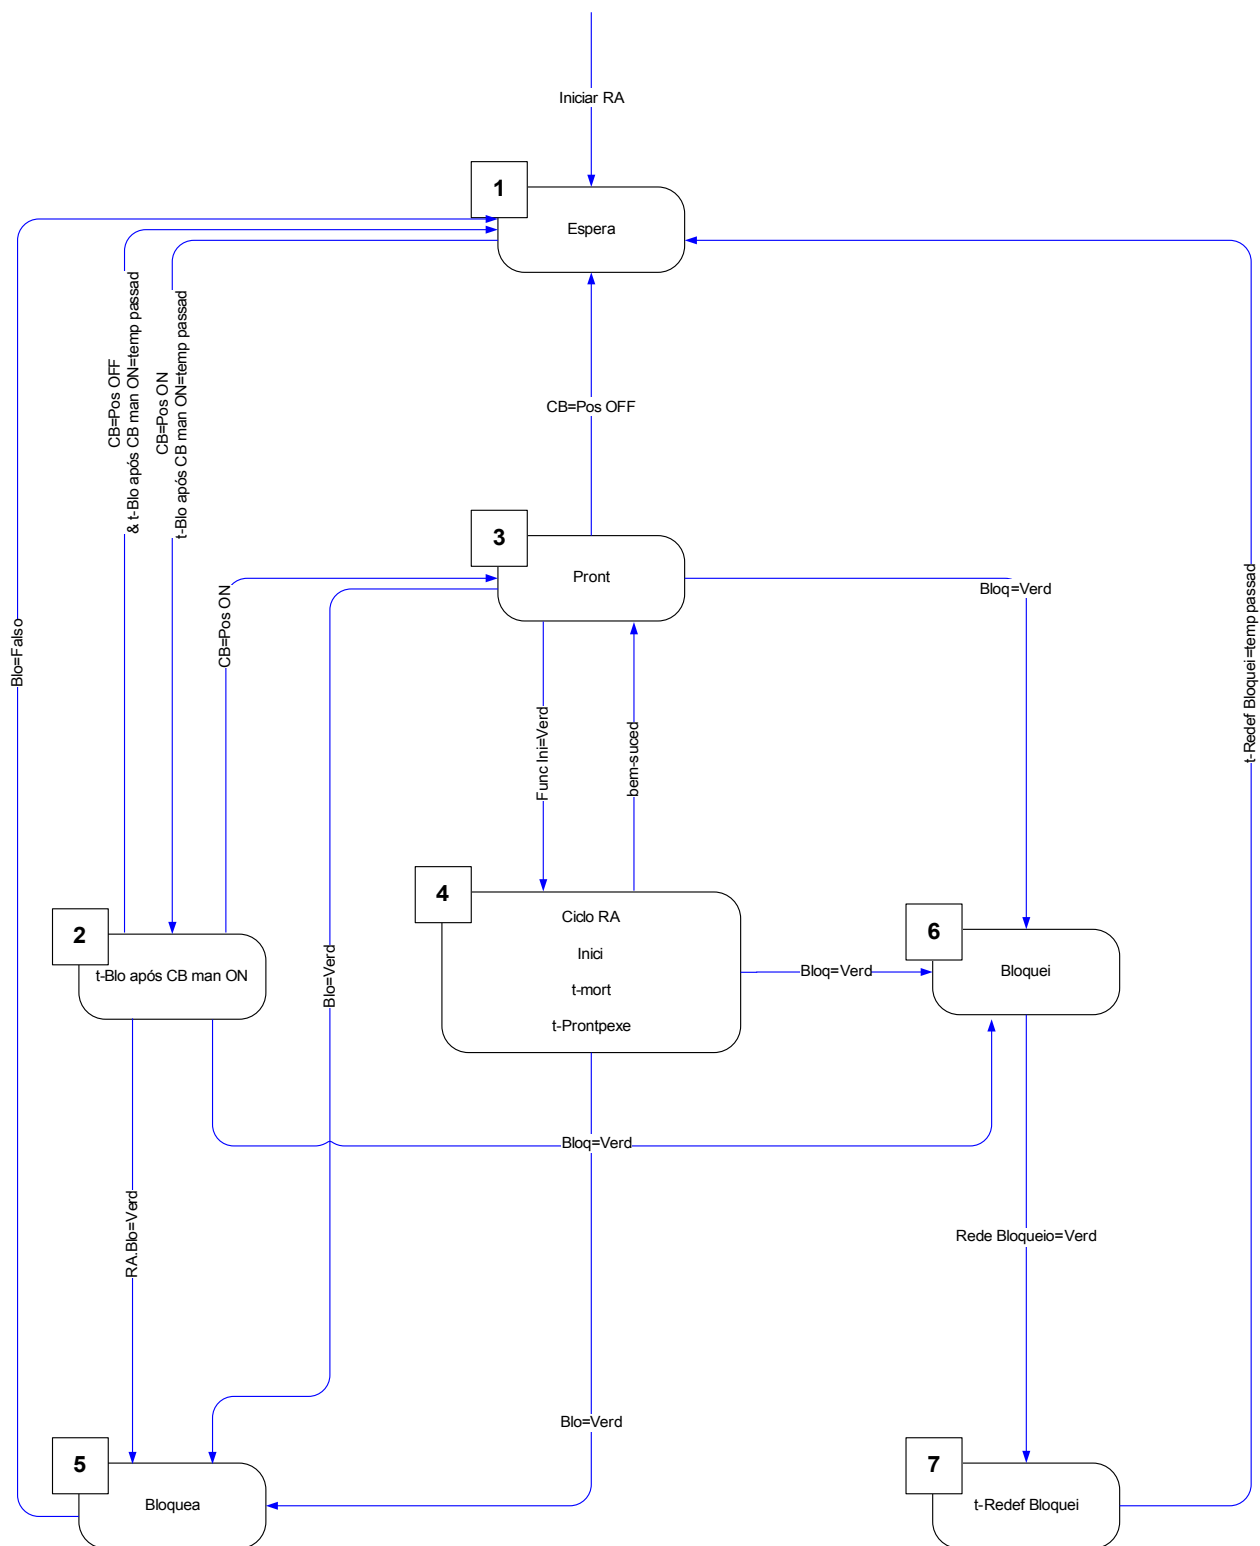 Iniciar RA
1
Espera
CB=Pos OFF
& t-Blo após CB man ON=temp passad
CB=Pos ON
t-Blo após CB man ON=temp passad
CB=Pos OFF
3
Pront
Bloq=Verd
CB=Pos ON
Blo=Falso
t-Redef Bloquei=temp passad
Func Ini=Verd
bem-suced
4
Ciclo RA
Inici
t-mort
t-Prontpexe
2
t-Blo após CB man ON
Blo=Verd
Bloq=Verd
6
Bloquei
Bloq=Verd
RA.Blo=Verd
Rede Bloqueio=Verd
Blo=Verd
5
Bloquea
7
t-Redef Bloquei